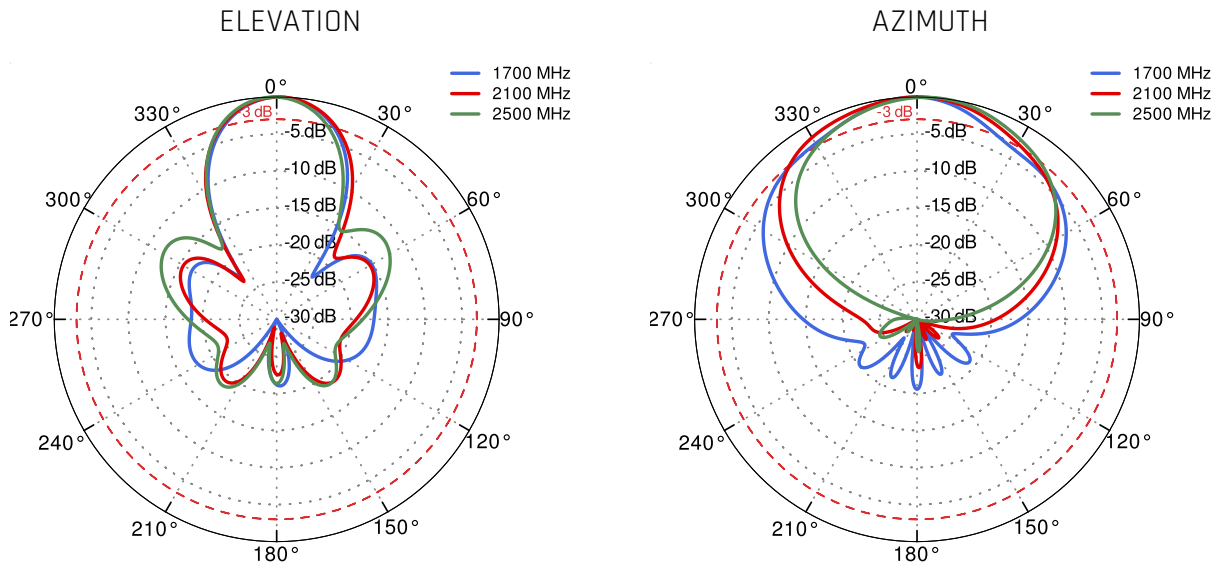 ELEVATION
1700 MHz
2100 MHz
2500 MHz
0°
330°
-3 dB
30°
-5 dB
-10 dB
300°
60°
-15 dB
-20 dB
-25 dB
270°
-30 dB
90°
240°
120°
210°
150°
180°
AZIMUTH
1700 MHz
2100 MHz
2500 MHz
0°
330°
-3 dB
30°
-5 dB
-10 dB
300°
60°
-15 dB
-20 dB
-25 dB
270°
-30 dB
90°
240°
120°
210°
150°
180°